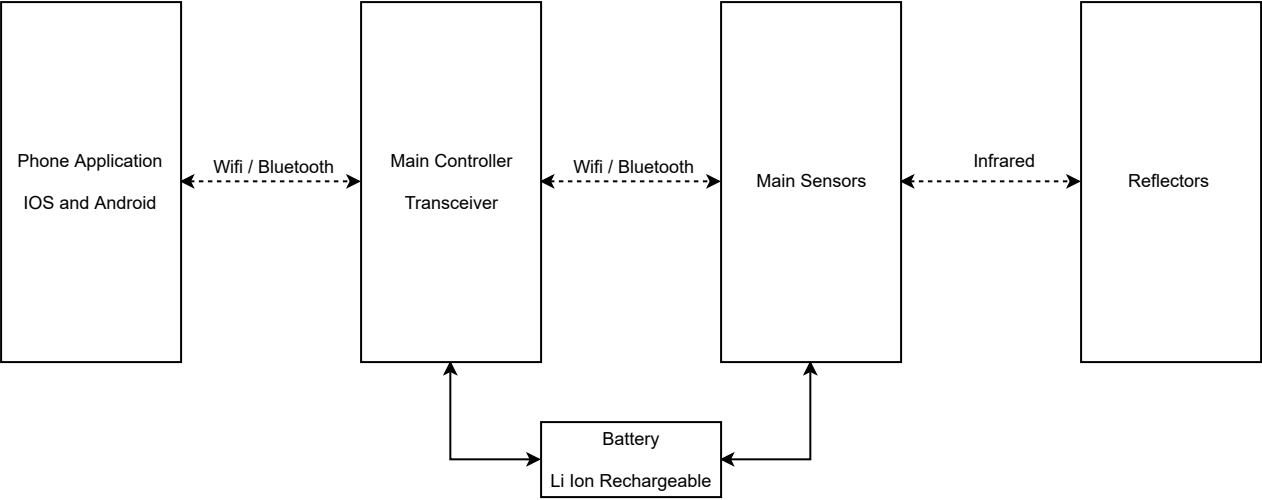 Phone Application
IOS and Android
Wifi / Bluetooth
Main Controller
Transceiver
Wifi / Bluetooth
Main Sensors
Infrared
Reflectors
Battery
Li Ion Rechargeable